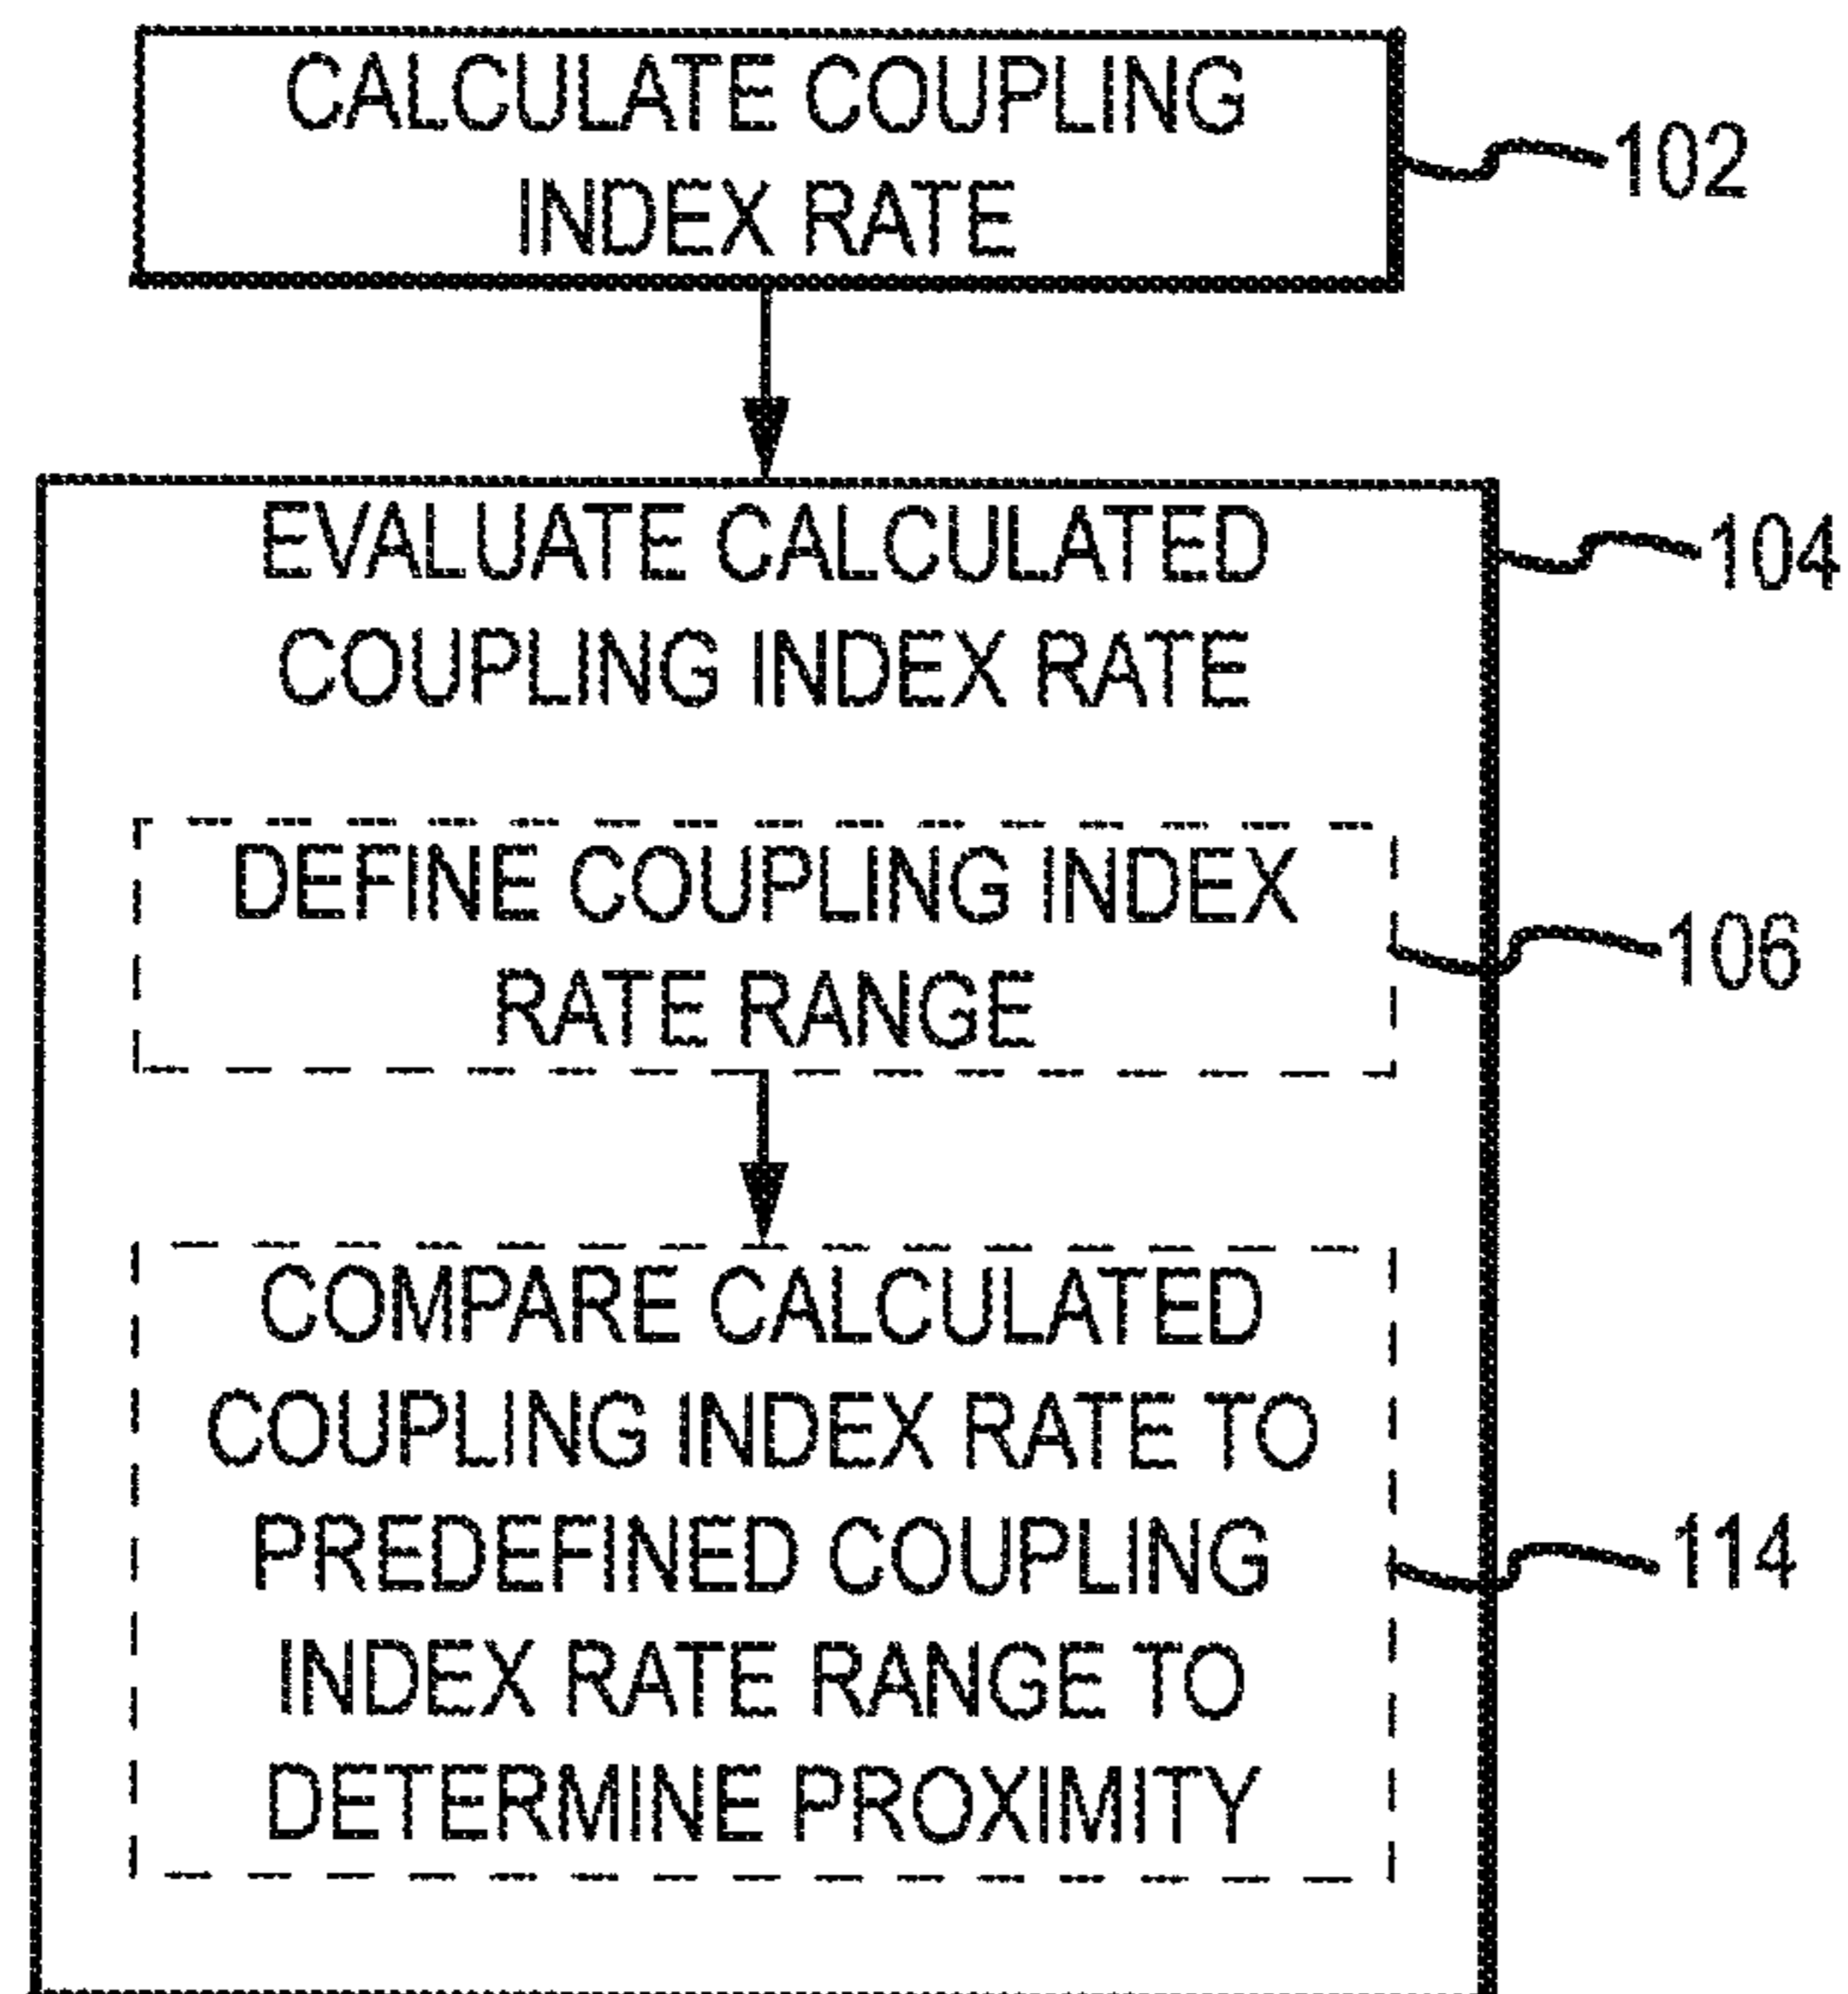 CALCULATE COUPLING
INDEX RATE
102
EVALUATE CALCULATED
COUPLING INDEX RATE
104
DEFINE COUPLING INDEX
RATE RANGE
106
COMPARE CALCULATED
COUPLING INDEX RATE TO
PREDEFINED COUPLING
INDEX RATE RANGE TO
DETERMINE PROXIMITY
114